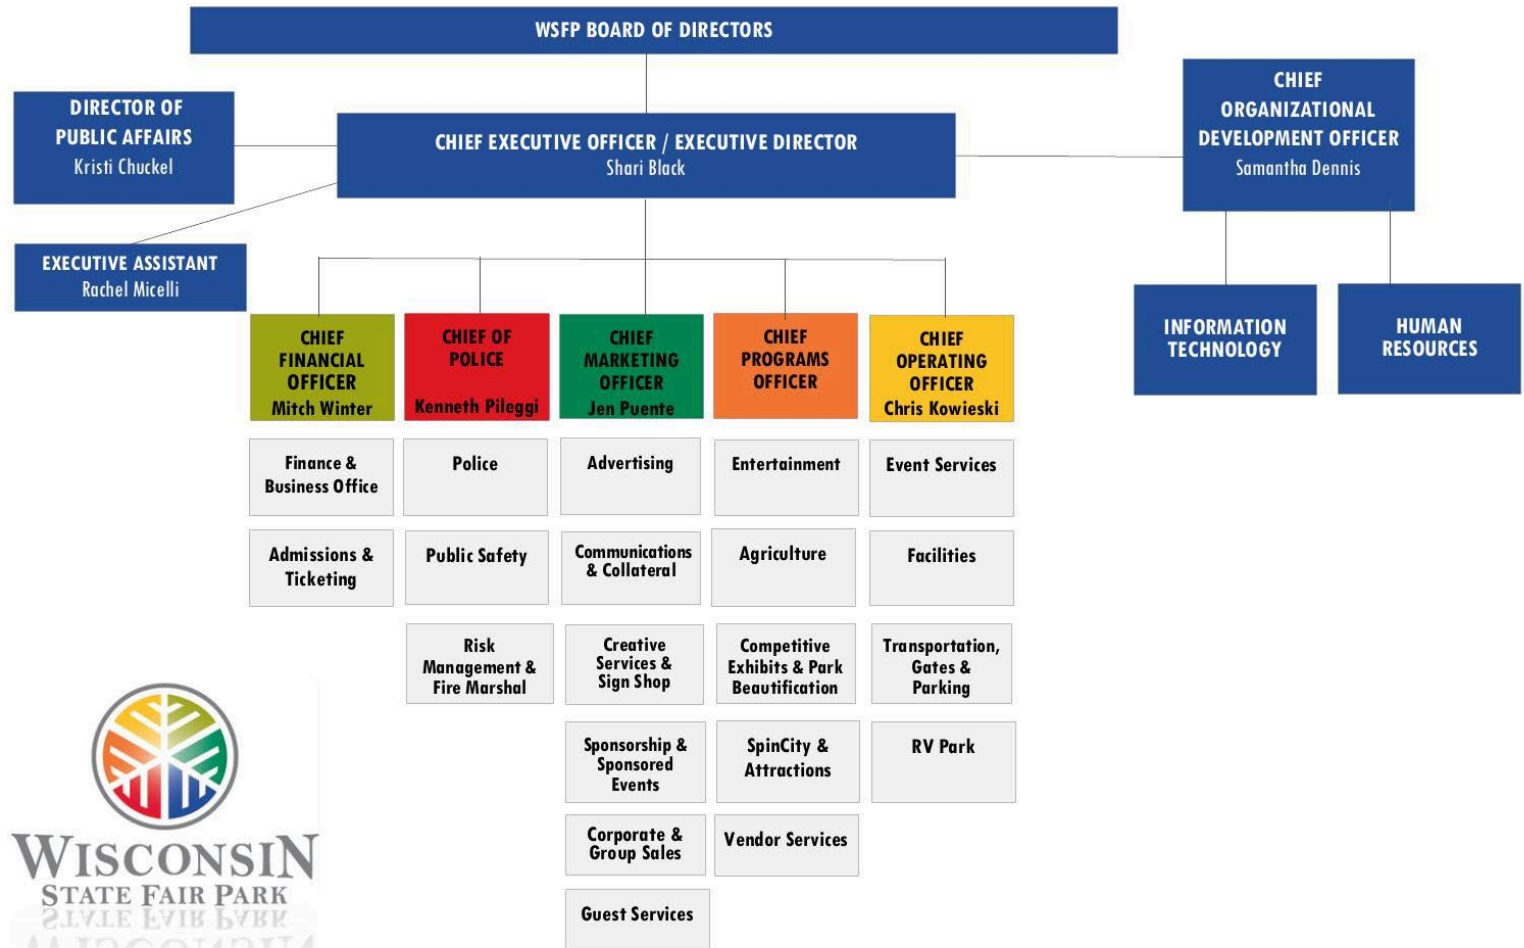 WSFP BOARD OF DIRECTORS
DIRECTOR OF
PUBLIC AFFAIRS
Kristi Chuckel
CHIEF EXECUTIVE OFFICER / EXECUTIVE DIRECTOR
Shari Black
CHIEF
ORGANIZATIONAL
DEVELOPMENT OFFICER
Samantha Dennis
EXECUTIVE ASSISTANT
Rachel Micelli
INFORMATION
TECHNOLOGY
HUMAN
RESOURCES
CHIEF
FINANCIAL
OFFICER
Mitch Winter
CHIEF OF
POLICE
Kenneth Pileggi
CHIEF
MARKETING
OFFICER
Jen Puente
CHIEF
PROGRAMS
OFFICER
CHIEF
OPERATING
OFFICER
Chris Kowieski
Finance &
Business Office
Police
Advertising
Entertainment
Event Services
Admissions &
Ticketing
Public Safety
Communications
& Collateral
Agriculture
Facilities
Risk
Management &
Fire Marshal
Creative
Services &
Sign Shop
Competitive
Exhibits & Park
Beautification
Transportation,
Gates &
Parking
Sponsorship &
Sponsored
Events
SpinCity &
Attractions
RV Park
Corporate &
Group Sales
Vendor Services
Guest Services
WISCONSIN
STATE FAIR PARK